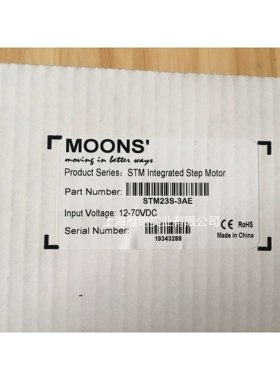 MOONS'
moving in better ways
Product Series: STM Integrated Step Motor
Part Number:
STM23S-3AE
Input Voltage: 12-70VDC
Serial Number:
19343288
CE
Made in China